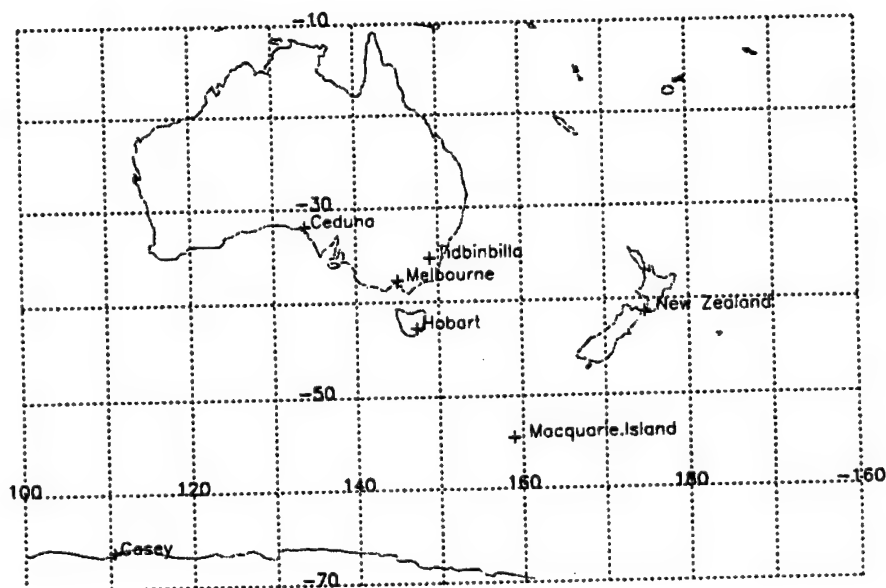 -10
-30
Ceduna
Tidbinbilla
Melbourne
New Zealand
Hobart
-50
Macquarie.Island
100 120 140 160 180 -160
Casey
-70